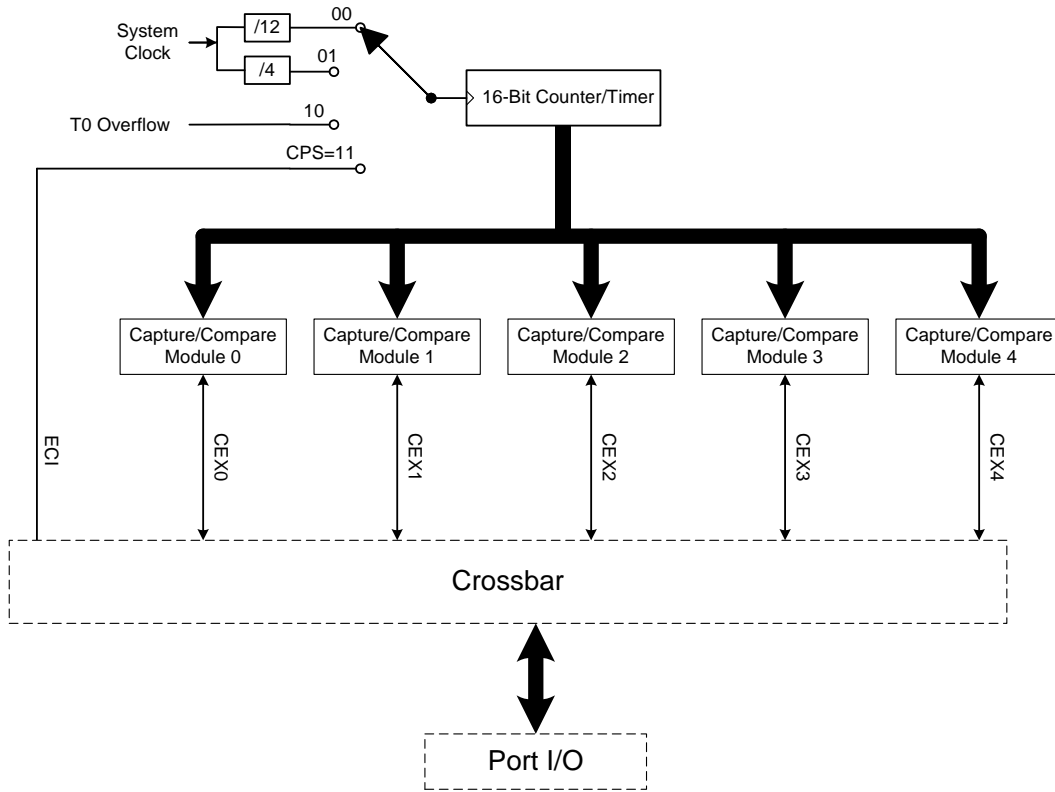 System
Clock
/12
00
/4
01
T0 Overflow
10
CPS=11
16-Bit Counter/Timer
Capture/Compare
Module 0
Capture/Compare
Module 1
Capture/Compare
Module 2
Capture/Compare
Module 3
Capture/Compare
Module 4
ECI
CEX0
CEX1
CEX2
CEX3
CEX4
Crossbar
Port I/O